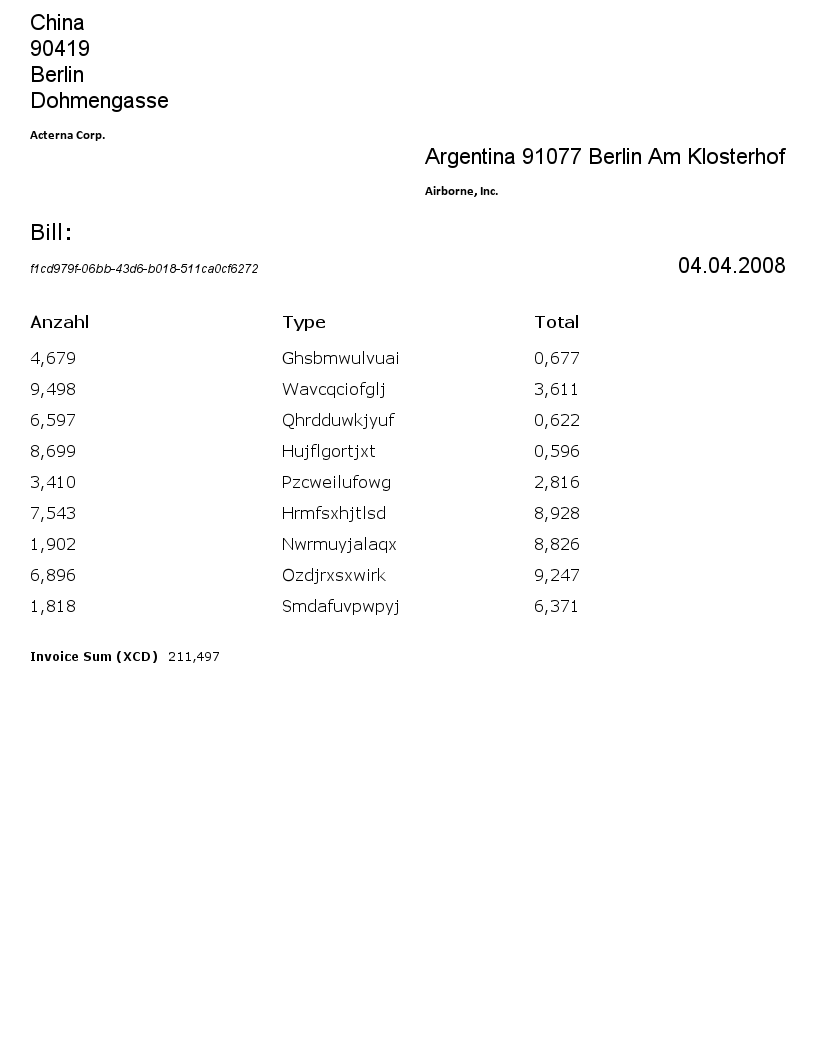 China
90419
Berlin
Dohmengasse
Acterna Corp.
Argentina 91077 Berlin Am Klosterhof
Airborne, Inc.
Bill:
f1cd979f-06bb-43d6-b018-511ca0cf6272 04.04.2008
Anzahl Type Total
4,679 Ghsbmwulvuai 0,677
9,498 Wavcqciofglj 3,611
6,597 Qhrdduwkjyuf 0,622
8,699 Hujflgortjxt 0,596
3,410 Pzcweilufowg 2,816
7,543 Hrmfsxhjtlsd 8,928
1,902 Nwrmuyjalaqx 8,826
6,896 Ozdjrxsxwirk 9,247
1,818 Smdafuvpwpyj 6,371
Invoice Sum (XCD) 211,497